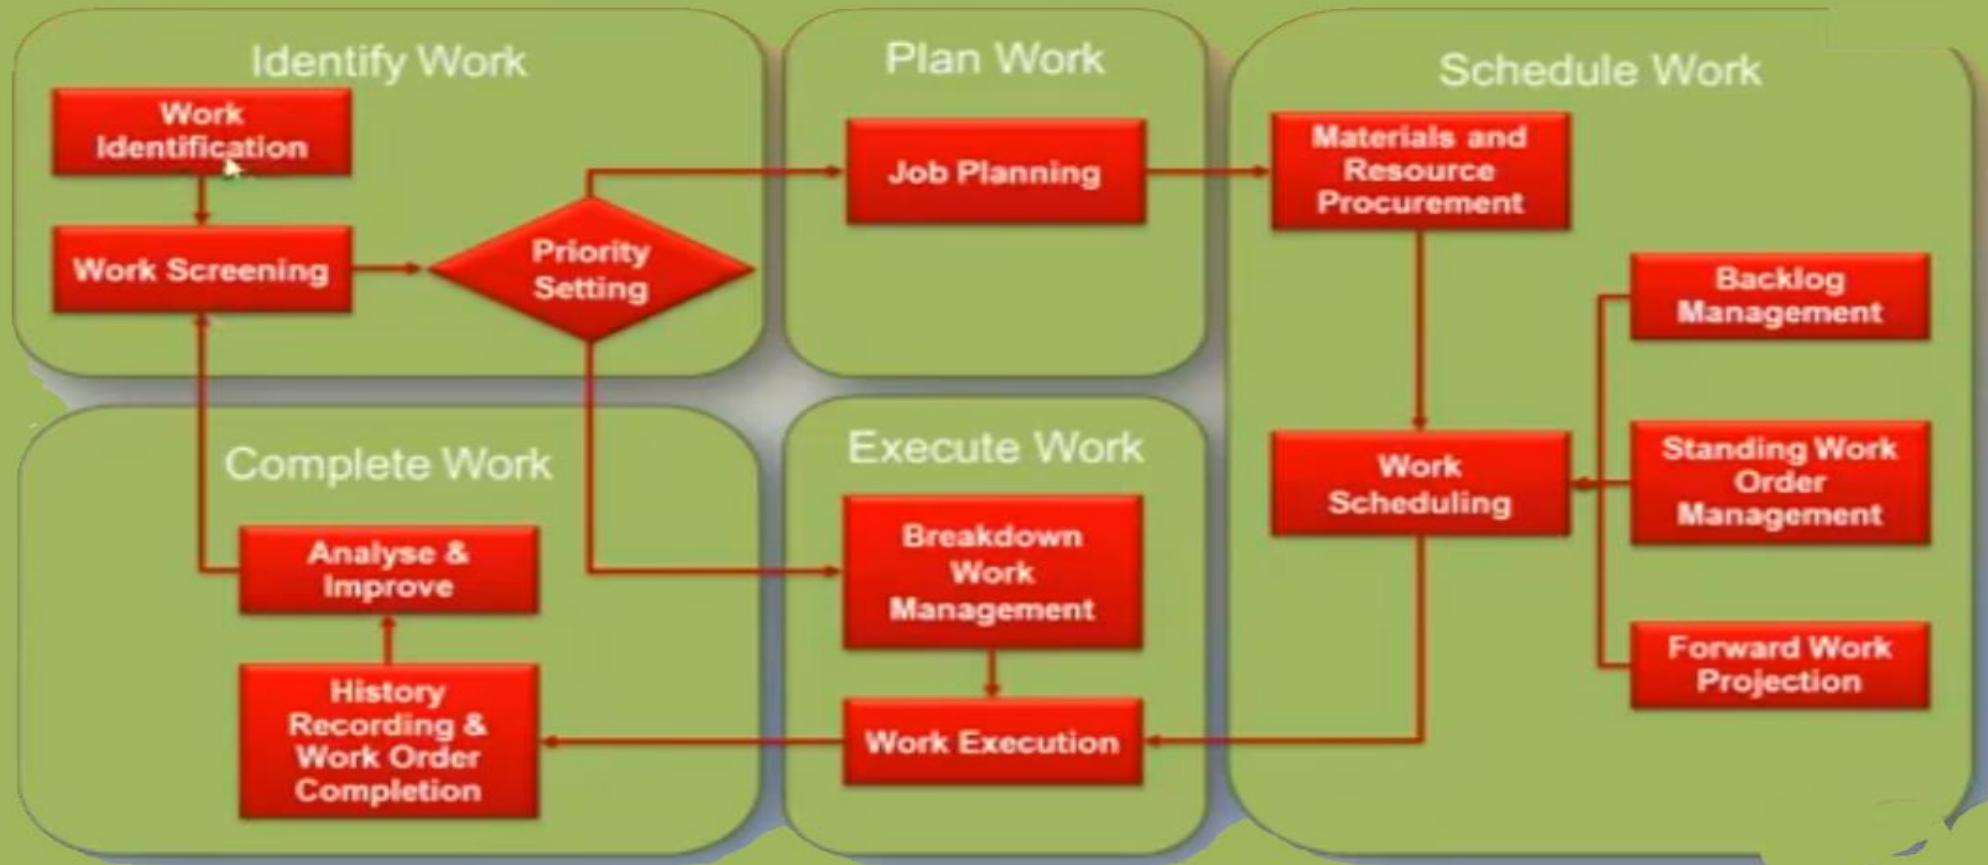 Identify Work
Work
Identification
Work Screening
Priority
Setting
Plan Work
Job Planning
Schedule Work
Materials and
Resource
Procurement
Backlog
Management
Work
Scheduling
Standing Work
Order
Management
Forward Work
Projection
Execute Work
Breakdown
Work
Management
Work Execution
Complete Work
Analyse &
Improve
History
Recording &
Work Order
Completion